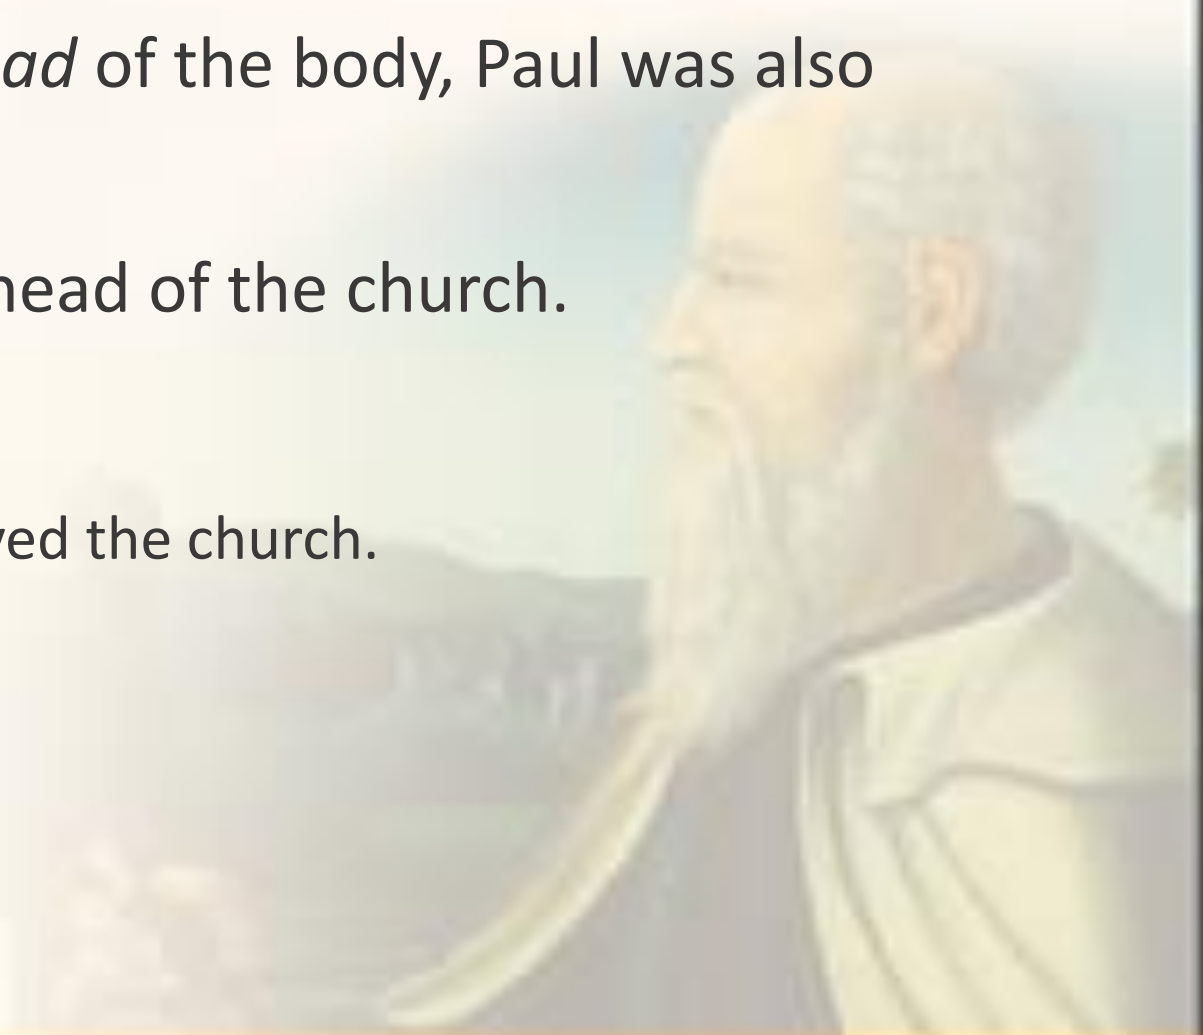 ad of the body, Paul was also
head of the church.
ved the church.